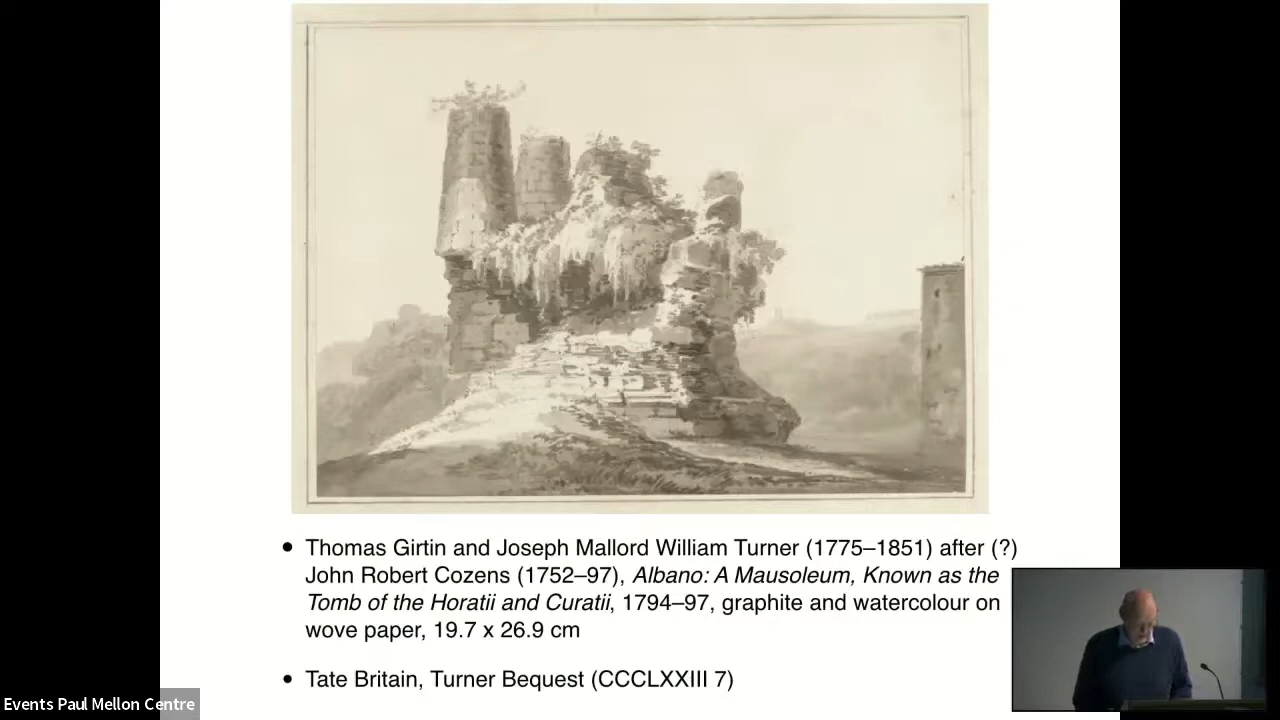 • Thomas Girtin and Joseph Mallord William Turner (1775–1851) after (?)
John Robert Cozens (1752–97), Albano: A Mausoleum, Known as the
Tomb of the Horatii and Curatii, 1794–97, graphite and watercolour on
wove paper, 19.7 x 26.9 cm
• Tate Britain, Turner Bequest (CCCLXXIII 7)
Events Paul Mellon Centre